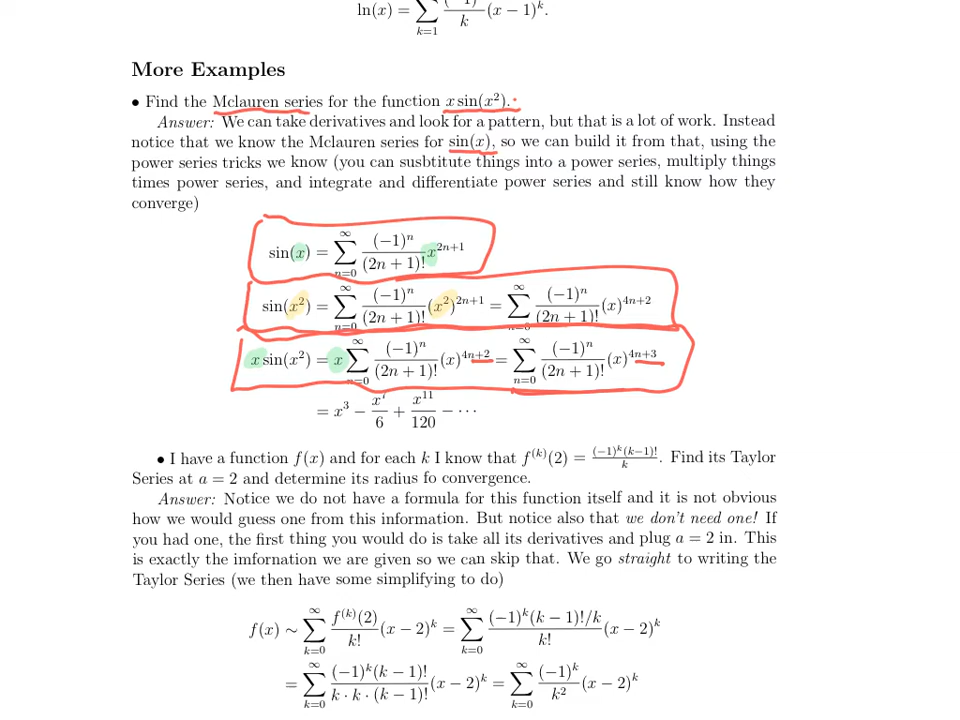 ln(x) = ∑_{k=1} (−1)/k (x − 1)^k.
More Examples
• Find the Mclauren series for the function x sin(x²).
Answer: We can take derivatives and look for a pattern, but that is a lot of work. Instead
notice that we know the Mclauren series for sin(x), so we can build it from that, using the
power series tricks we know (you can susbtitute things into a power series, multiply things
times power series, and integrate and differentiate power series and still know how they
converge)
sin(x) = ∑_{n=0}^{∞} (−1)^n/(2n + 1)! x^{2n+1}
sin(x²) = ∑_{n=0}^{∞} (−1)^n/(2n + 1)! (x²)^{2n+1} = ∑_{n=0}^{∞} (−1)^n/(2n + 1)! (x)^{4n+2}
x sin(x²) = x ∑_{n=0}^{∞} (−1)^n/(2n + 1)! (x)^{4n+2} = ∑_{n=0}^{∞} (−1)^n/(2n + 1)! (x)^{4n+3}
= x³ − x⁷/6 + x¹¹/120 − ···
• I have a function f(x) and for each k I know that f^{(k)}(2) = (−1)^k(k−1)!/k. Find its Taylor
Series at a = 2 and determine its radius fo convergence.
Answer: Notice we do not have a formula for this function itself and it is not obvious
how we would guess one from this information. But notice also that we don't need one! If
you had one, the first thing you would do is take all its derivatives and plug a = 2 in. This
is exactly the imfornation we are given so we can skip that. We go straight to writing the
Taylor Series (we then have some simplifying to do)
f(x) ∼ ∑_{k=0}^{∞} f^{(k)}(2)/k! (x − 2)^k = ∑_{k=0}^{∞} (−1)^k(k − 1)!/k / k! (x − 2)^k
= ∑_{k=0}^{∞} (−1)^k(k − 1)!/(k · k · (k − 1)!) (x − 2)^k = ∑_{k=0}^{∞} (−1)^k/k² (x − 2)^k